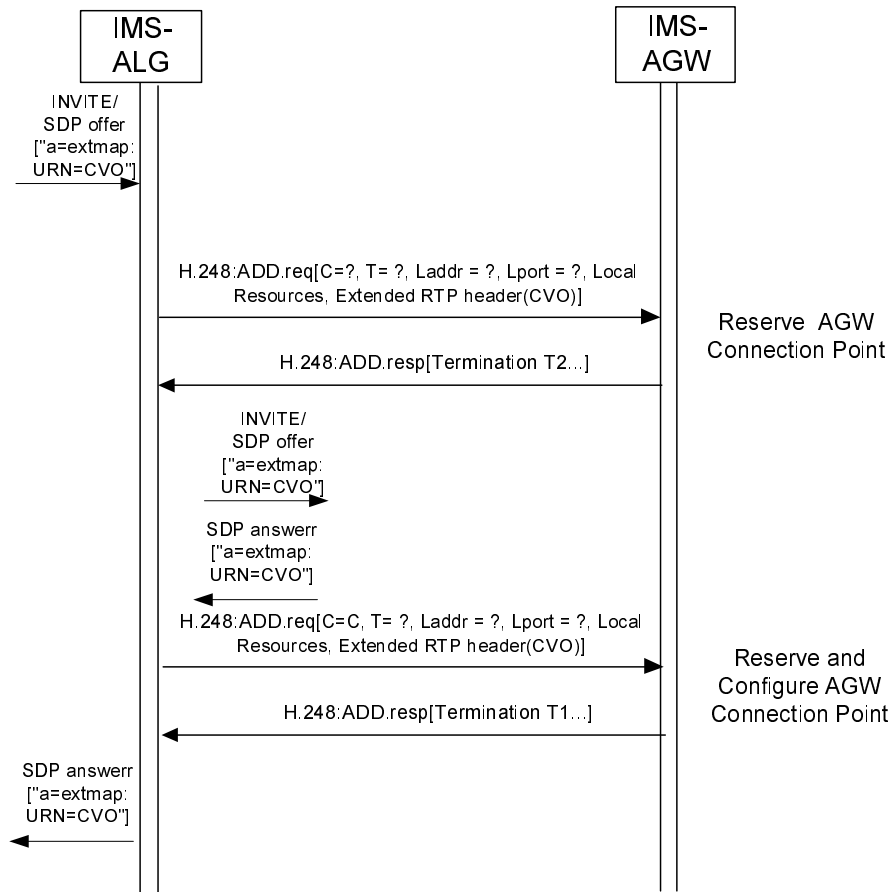 IMS-
ALG
IMS-
AGW
INVITE/
SDP offer
["a=extmap:
URN=CVO"]
H.248:ADD.req[C=?, T= ?, Laddr = ?, Lport = ?, Local
Resources, Extended RTP header(CVO)]
Reserve AGW
Connection Point
H.248:ADD.resp[Termination T2...]
INVITE/
SDP offer
["a=extmap:
URN=CVO"]
SDP answerr
["a=extmap:
URN=CVO"]
H.248:ADD.req[C=C, T= ?, Laddr = ?, Lport = ?, Local
Resources, Extended RTP header(CVO)]
Reserve and
Configure AGW
Connection Point
H.248:ADD.resp[Termination T1...]
SDP answerr
["a=extmap:
URN=CVO"]